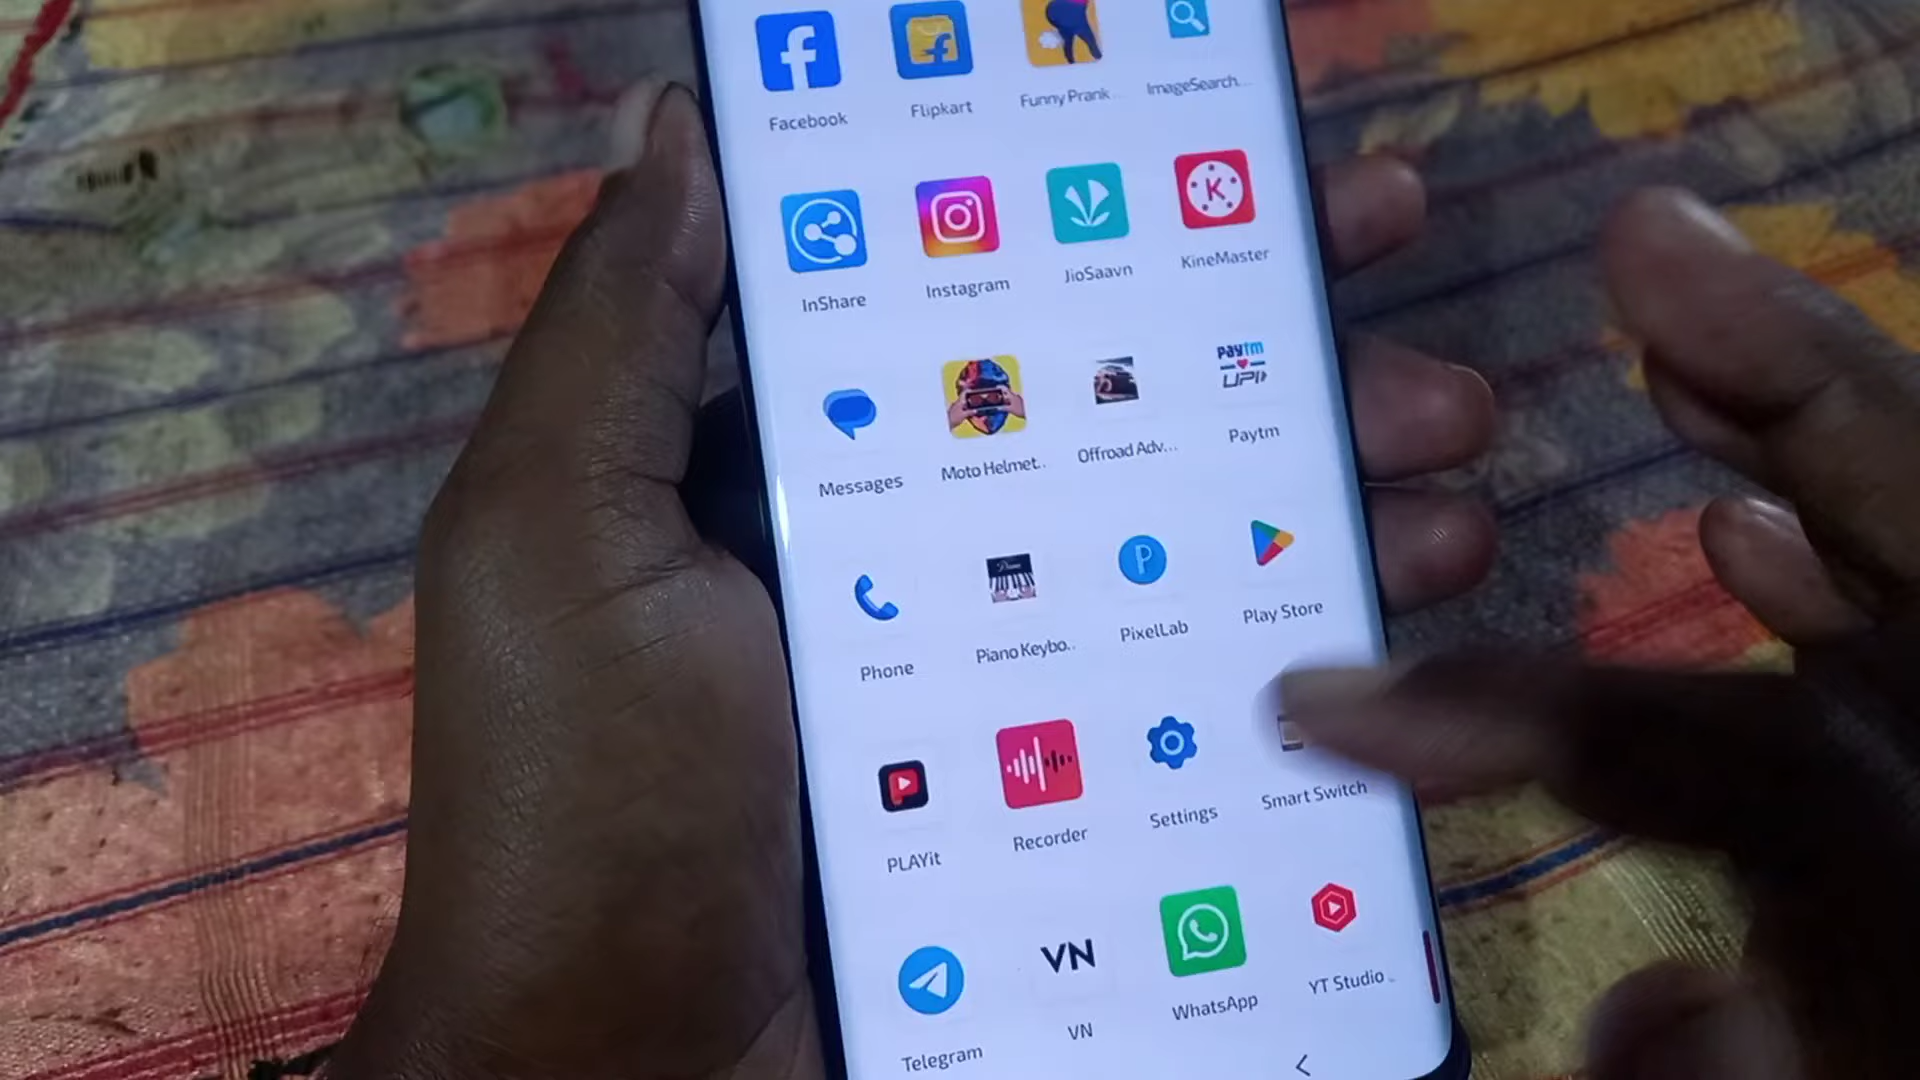 Facebook
Flipkart
Funny Prank...
ImageSearch...
InShare
Instagram
JioSaavn
K
KineMaster
paytm
UPI
Messages
Moto Helmet..
Offroad Adv...
Paytm
Phone
Piano Keybo..
P
PixelLab
Play Store
PLAYit
Recorder
Settings
Smart Switch
VN
Telegram
VN
WhatsApp
YT Studio ..